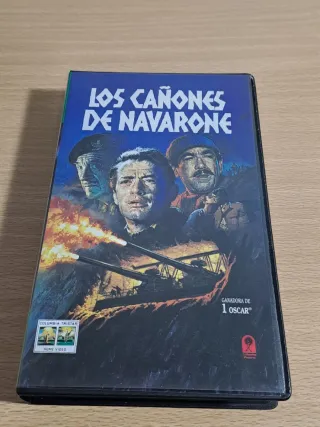 LOS CAÑONES
DE NAVARONE
GANADORA DE
1 OSCAR®
COLUMBIA TRISTAR
HOME VIDEO